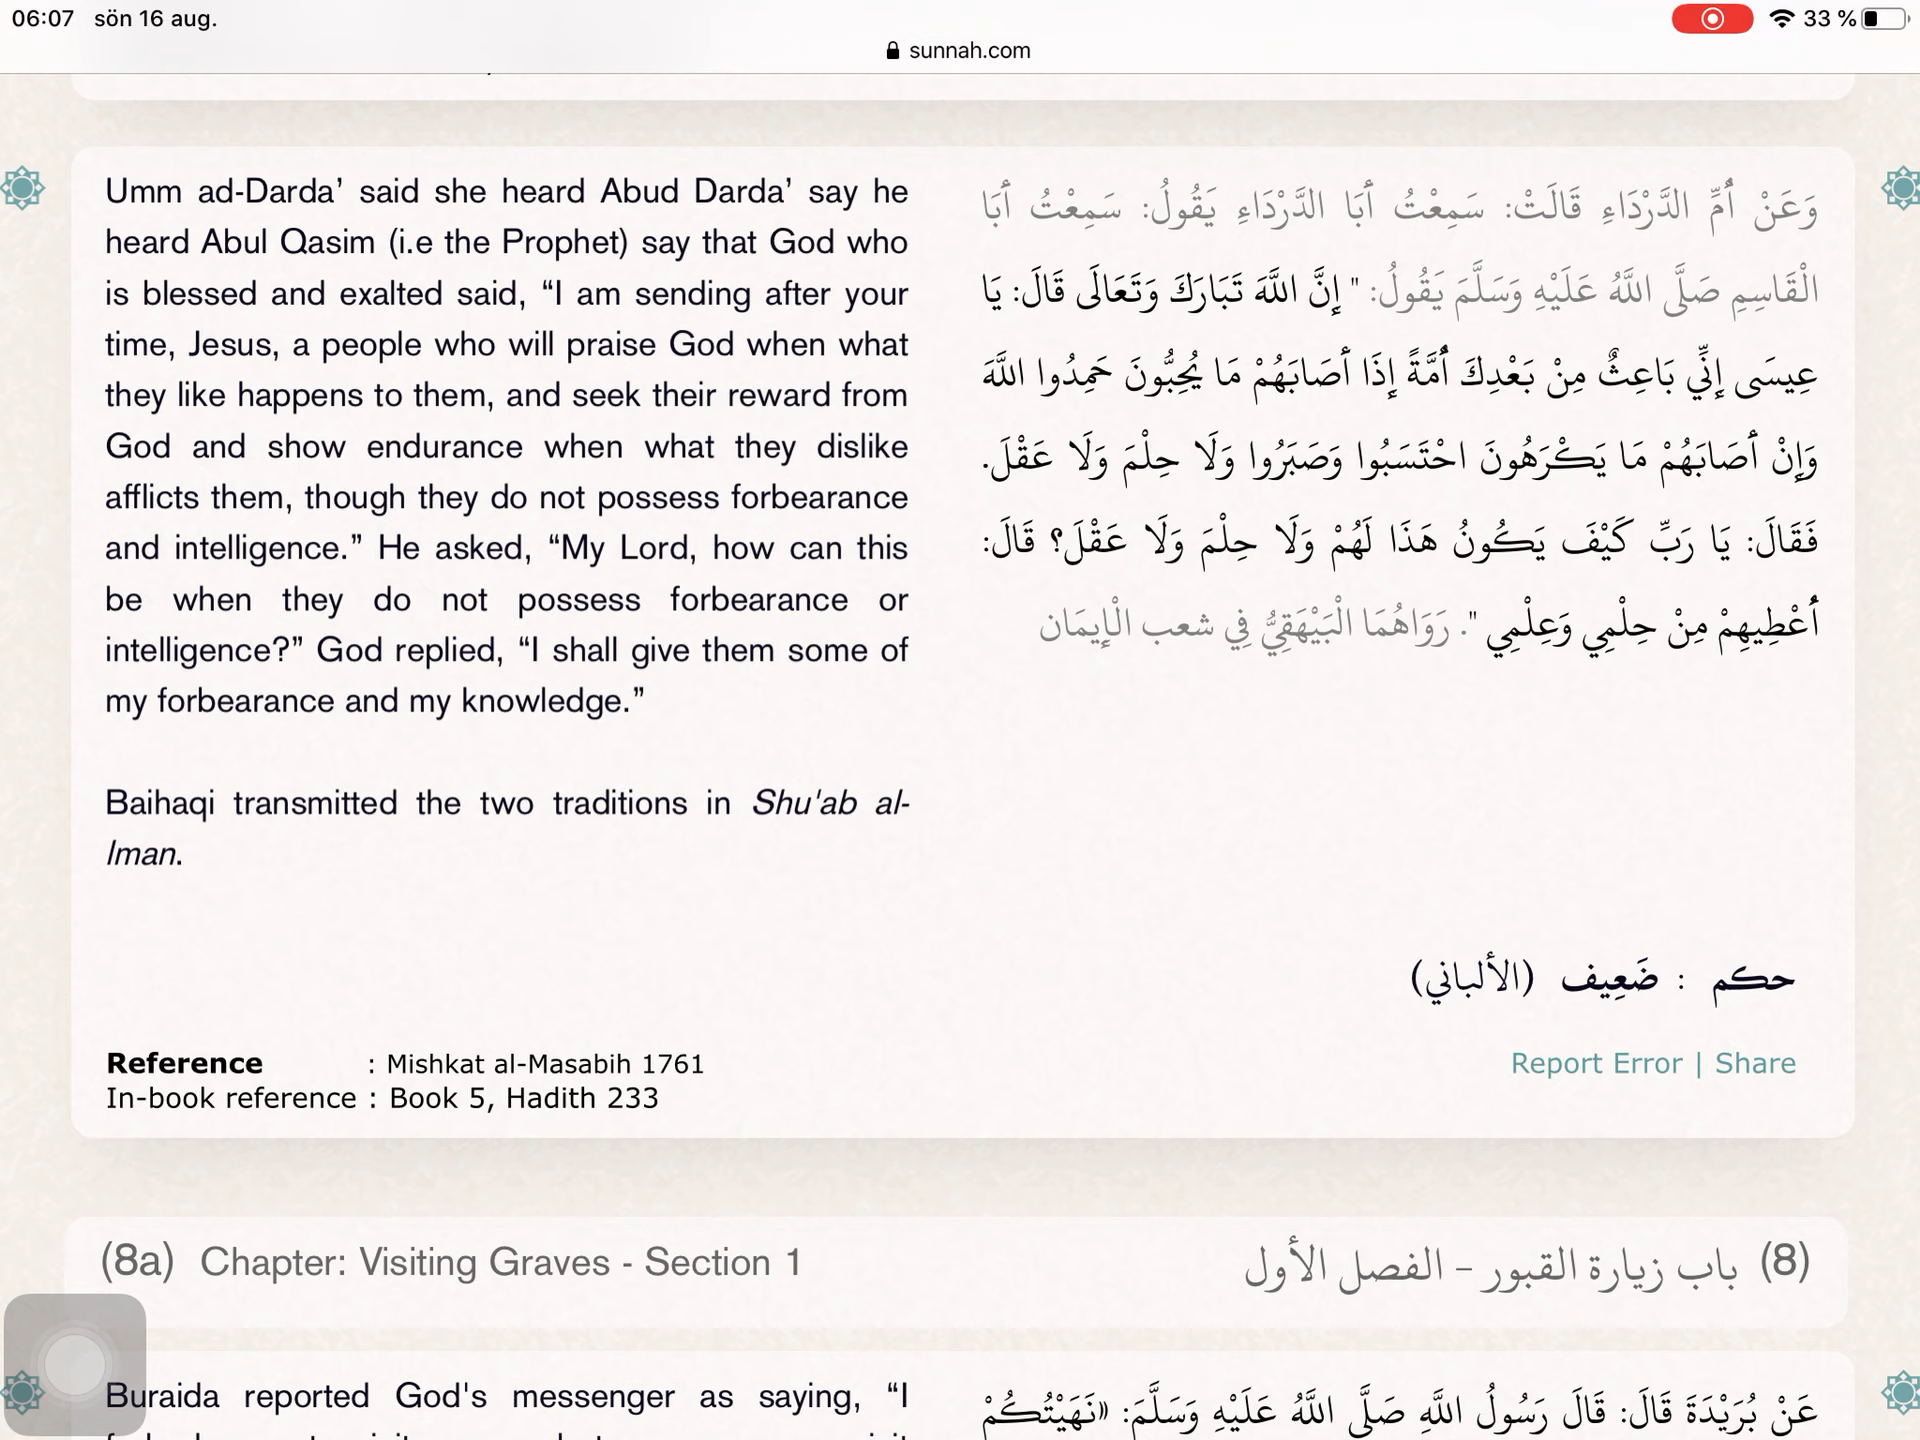 06:07 sön 16 aug.
33 %
sunnah.com
Umm ad-Darda’ said she heard Abud Darda’ say he
heard Abul Qasim (i.e the Prophet) say that God who
is blessed and exalted said, “I am sending after your
time, Jesus, a people who will praise God when what
they like happens to them, and seek their reward from
God and show endurance when what they dislike
afflicts them, though they do not possess forbearance
and intelligence.” He asked, “My Lord, how can this
be when they do not possess forbearance or
intelligence?” God replied, “I shall give them some of
my forbearance and my knowledge.”
Baihaqi transmitted the two traditions in Shu'ab al-
Iman.
وَعَنْ أُمِّ الدَّرْدَاءِ قَالَتْ: سَمِعْتُ أَبَا الدَّرْدَاءِ يَقُولُ: سَمِعْتُ أَبَا
الْقَاسِمِ صَلَّى اللَّهُ عَلَيْهِ وَسَلَّمَ يَقُولُ: " إِنَّ اللَّهَ تَبَارَكَ وَتَعَالَى قَالَ: يَا
عِيسَى إِنِّي بَاعِثٌ مِنْ بَعْدِكَ أُمَّةً إِذَا أَصَابَهُمْ مَا يُحِبُّونَ حَمِدُوا اللَّهَ
وَإِنْ أَصَابَهُمْ مَا يَكْرَهُونَ احْتَسَبُوا وَصَبَرُوا وَلَا حِلْمَ وَلَا عَقْلَ.
فَقَالَ: يَا رَبِّ كَيْفَ يَكُونُ هَذَا لَهُمْ وَلَا حِلْمَ وَلَا عَقْلَ؟ قَالَ:
أُعْطِيهِمْ مِنْ حِلْمِي وَعِلْمِي ". رَوَاهُمَا الْبَيْهَقِيُّ فِي شعب الْإِيمَان
حكم : ضَعِيف (الألباني)
Reference : Mishkat al-Masabih 1761
In-book reference : Book 5, Hadith 233
Report Error | Share
(8a) Chapter: Visiting Graves - Section 1
(8) باب زيارة القبور - الفصل الأول
Buraida reported God's messenger as saying, “I
عَنْ بُرَيْدَةَ قَالَ: قَالَ رَسُولُ اللَّهِ صَلَّى اللَّهُ عَلَيْهِ وَسَلَّمَ: «نَهَيْتُكُمْ